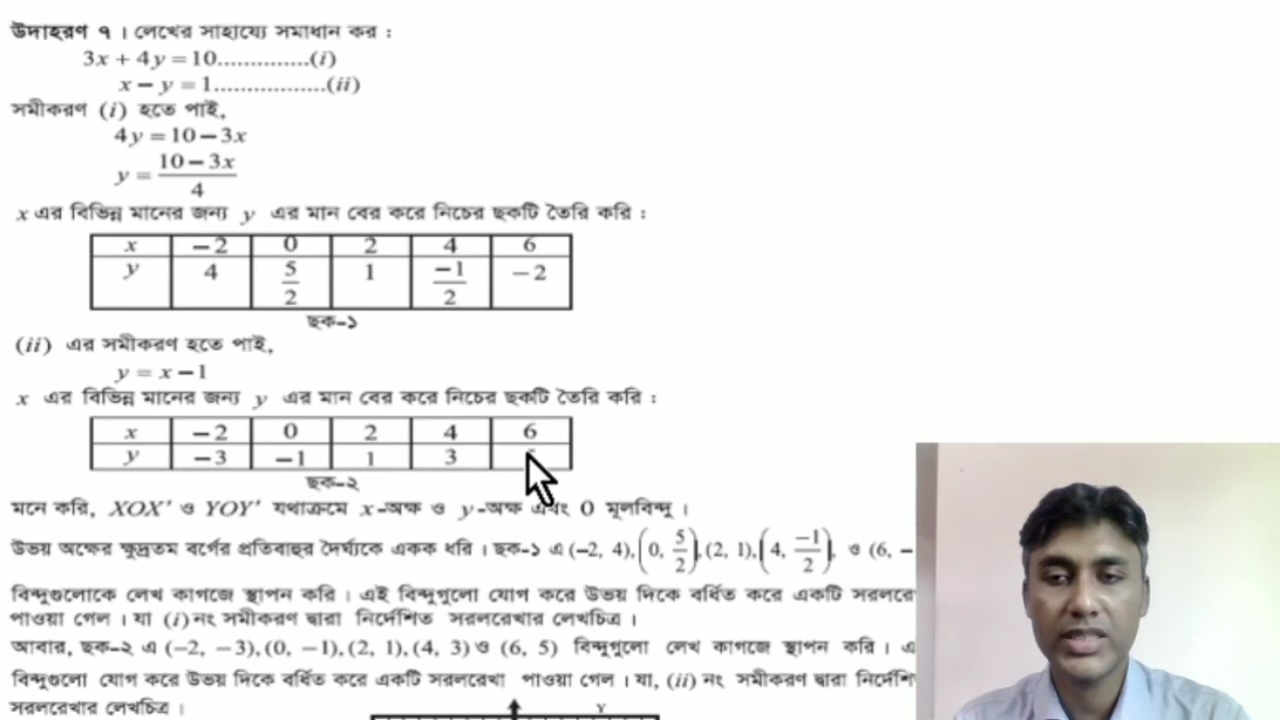 উদাহরণ ৭ । লেখের সাহায্যে সমাধান কর :
3x + 4y = 10..............(i)
x − y = 1.................(ii)
সমীকরণ (i) হতে পাই,
4y = 10 − 3x
y = (10 − 3x)/4
x এর বিভিন্ন মানের জন্য y এর মান বের করে নিচের ছকটি তৈরি করি :
x −2 0 2 4 6
y 4 5/2 1 −1/2 −2
ছক-১
(ii) এর সমীকরণ হতে পাই,
y = x − 1
x এর বিভিন্ন মানের জন্য y এর মান বের করে নিচের ছকটি তৈরি করি :
x −2 0 2 4 6
y −3 −1 1 3
ছক-২
মনে করি, XOX′ ও YOY′ যথাক্রমে x-অক্ষ ও y-অক্ষ এবং 0 মূলবিন্দু ।
উভয় অক্ষের ক্ষুদ্রতম বর্গের প্রতিবাহুর দৈর্ঘ্যকে একক ধরি । ছক-১ এ (−2, 4), (0, 5/2), (2, 1), (4, −1/2), ও (6, −
বিন্দুগুলোকে লেখ কাগজে স্থাপন করি । এই বিন্দুগুলো যোগ করে উভয় দিকে বর্ধিত করে একটি সরলরে
পাওয়া গেল । যা (i) নং সমীকরণ দ্বারা নির্দেশিত সরলরেখার লেখচিত্র ।
আবার, ছক-২ এ (−2, −3), (0, −1), (2, 1), (4, 3) ও (6, 5) বিন্দুগুলো লেখ কাগজে স্থাপন করি । এ
বিন্দুগুলো যোগ করে উভয় দিকে বর্ধিত করে একটি সরলরেখা পাওয়া গেল । যা, (ii) নং সমীকরণ দ্বারা নির্দেশি
সরলরেখার লেখচিত্র ।
Y